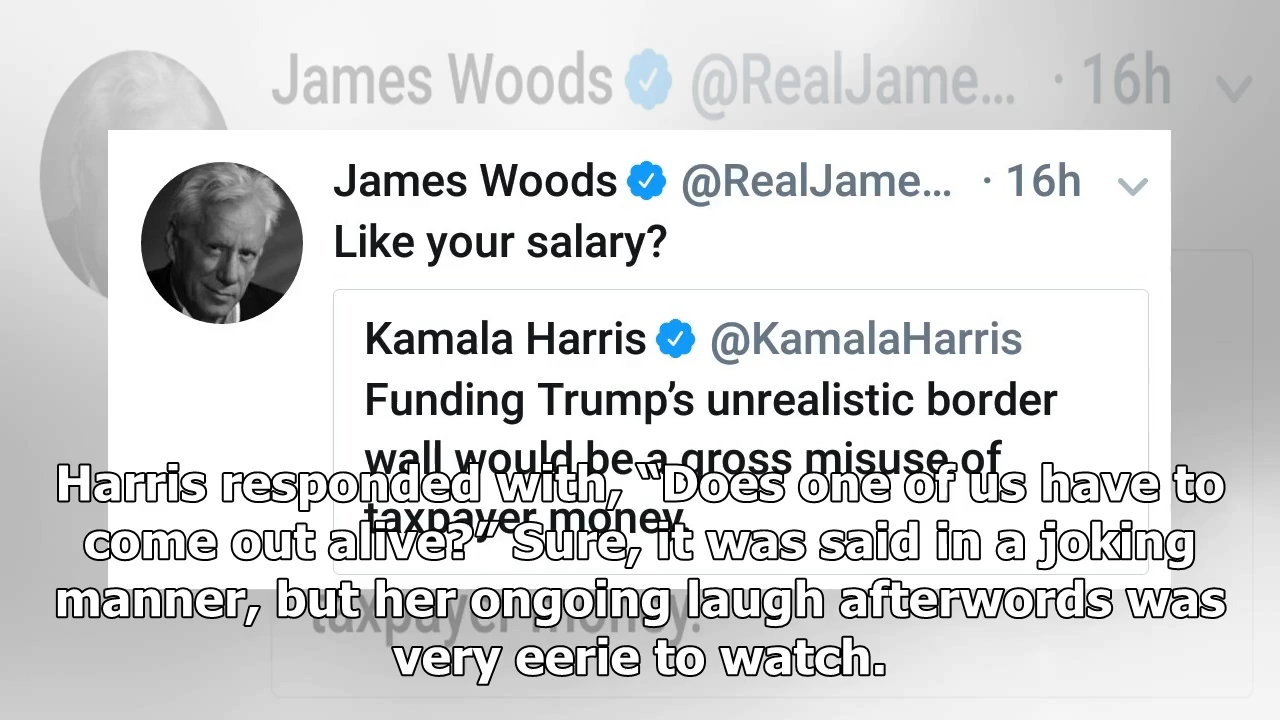 James Woods @RealJame... · 16h
James Woods @RealJame... · 16h
Like your salary?
Kamala Harris @KamalaHarris
Funding Trump’s unrealistic border
wall would be a gross misuse of
taxpayer money.
Harris responded with, “Does one of us have to
come out alive?” Sure, it was said in a joking
manner, but her ongoing laugh afterwords was
very eerie to watch.
taxpayer money.